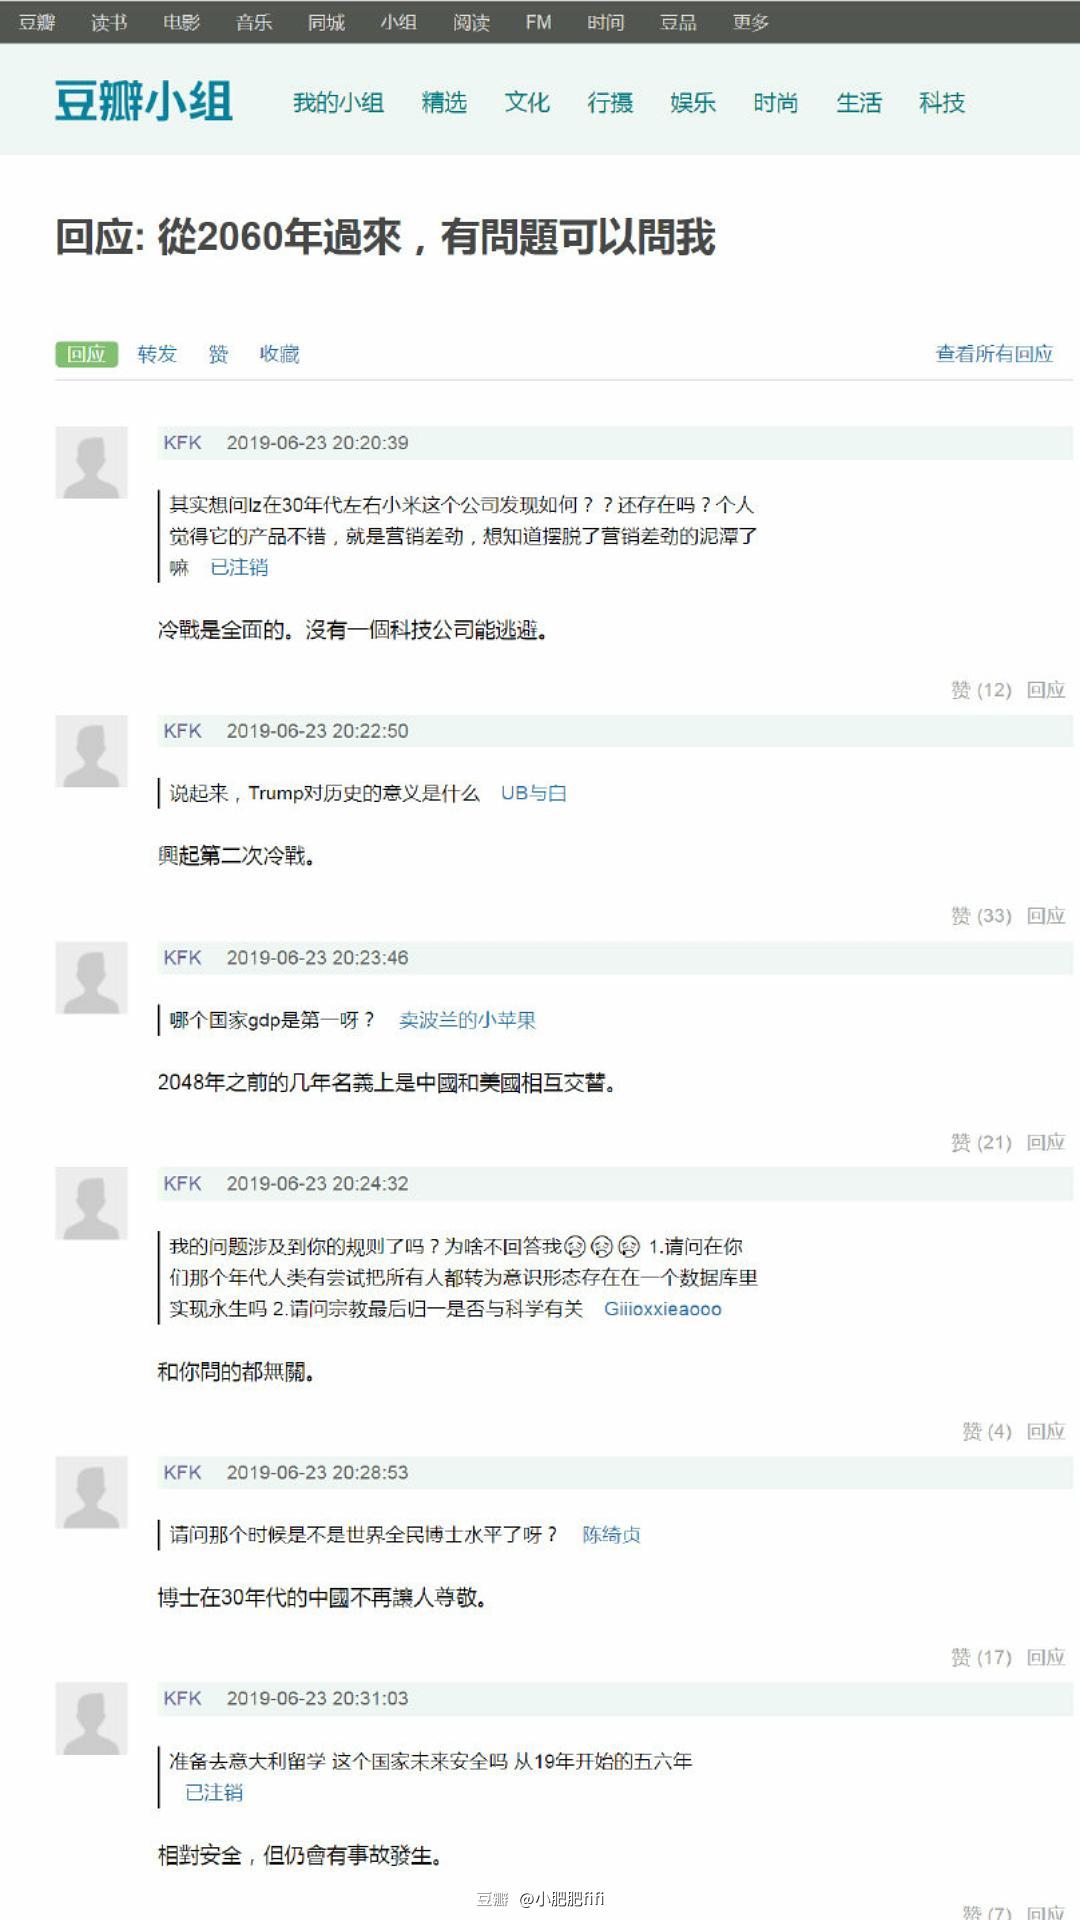 豆瓣 读书 电影 音乐 同城 小组 阅读 FM 时间 豆品 更多
豆瓣小组 我的小组 精选 文化 行摄 娱乐 时尚 生活 科技
回应: 從2060年過來，有問題可以問我
回应 转发 赞 收藏 查看所有回应
KFK 2019-06-23 20:20:39
其实想问lz在30年代左右小米这个公司发现如何？？还存在吗？个人
觉得它的产品不错，就是营销差劲，想知道摆脱了营销差劲的泥潭了
嘛 已注销
冷戰是全面的。沒有一個科技公司能逃避。
赞 (12) 回应
KFK 2019-06-23 20:22:50
说起来，Trump对历史的意义是什么 UB与白
興起第二次冷戰。
赞 (33) 回应
KFK 2019-06-23 20:23:46
哪个国家gdp是第一呀？ 卖波兰的小苹果
2048年之前的几年名義上是中國和美國相互交替。
赞 (21) 回应
KFK 2019-06-23 20:24:32
我的问题涉及到你的规则了吗？为啥不回答我😢😢😢 1.请问在你
们那个年代人类有尝试把所有人都转为意识形态存在在一个数据库里
实现永生吗 2.请问宗教最后归一是否与科学有关 Giiioxxieaooo
和你問的都無關。
赞 (4) 回应
KFK 2019-06-23 20:28:53
请问那个时候是不是世界全民博士水平了呀？ 陈绮贞
博士在30年代的中國不再讓人尊敬。
赞 (17) 回应
KFK 2019-06-23 20:31:03
准备去意大利留学 这个国家未来安全吗 从19年开始的五六年
已注销
相對安全，但仍會有事故發生。
豆瓣 @小肥肥fifi
赞 (7) 回应